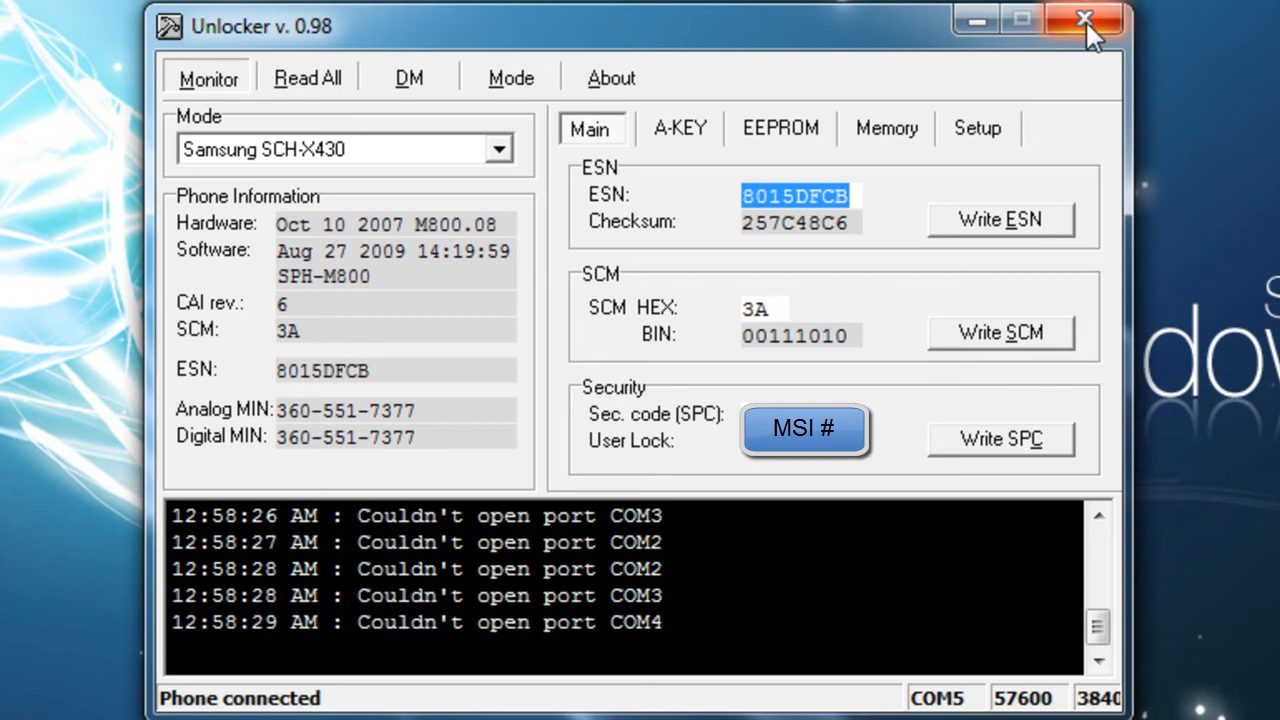 Unlocker v. 0.98
Monitor Read All DM Mode About
Mode
Samsung SCH-X430
Phone Information
Hardware: Oct 10 2007 M800.08
Software: Aug 27 2009 14:19:59
SPH-M800
CAI rev.: 6
SCM: 3A
ESN: 8015DFCB
Analog MIN: 360-551-7377
Digital MIN: 360-551-7377
Main A-KEY EEPROM Memory Setup
ESN
ESN: 8015DFCB
Checksum: 257C48C6
Write ESN
SCM
SCM HEX: 3A
BIN: 00111010
Write SCM
Security
Sec. code (SPC):
User Lock:
MSI #
Write SPC
12:58:26 AM : Couldn't open port COM3
12:58:27 AM : Couldn't open port COM2
12:58:28 AM : Couldn't open port COM2
12:58:28 AM : Couldn't open port COM3
12:58:29 AM : Couldn't open port COM4
Phone connected COM5 57600 3840
dow